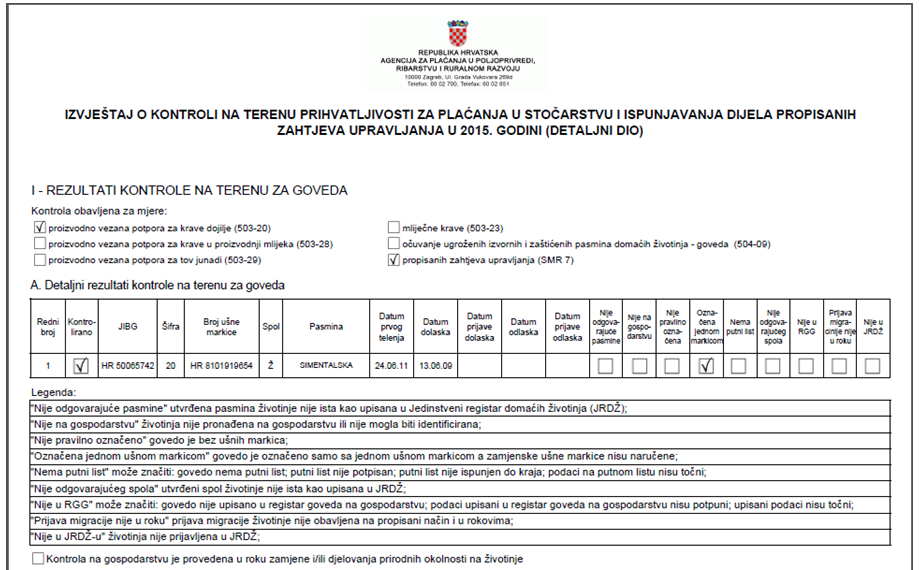 REPUBLIKA HRVATSKA
AGENCIJA ZA PLAĆANJA U POLJOPRIVREDI,
RIBARSTVU I RURALNOM RAZVOJU
10000 Zagreb, Ul. Grada Vukovara 269d
Telefon: 60 02 700, Telefax: 60 02 851
IZVJEŠTAJ O KONTROLI NA TERENU PRIHVATLJIVOSTI ZA PLAĆANJA U STOČARSTVU I ISPUNJAVANJA DIJELA PROPISANIH
ZAHTJEVA UPRAVLJANJA U 2015. GODINI (DETALJNI DIO)
I - REZULTATI KONTROLE NA TERENU ZA GOVEDA
Kontrola obavljena za mjere:
√ proizvodno vezana potpora za krave dojilje (503-20) mliječne krave (503-23)
proizvodno vezana potpora za krave u proizvodnji mlijeka (503-28) očuvanje ugroženih izvornih i zaštićenih pasmina domaćih životinja - goveda (504-09)
proizvodno vezana potpora za tov junadi (503-29) √ propisanih zahtjeva upravljanja (SMR 7)
A. Detaljni rezultati kontrole na terenu za goveda
Redni broj Kontro-lirano JIBG Šifra Broj ušne markice Spol Pasmina Datum prvog telenja Datum dolaska Datum prijave dolaska Datum odlaska Datum prijave odlaska Nije odgova-rajuće pasmine Nije na gospo-darstvu Nije pravilno ozna-čena Ozna-čena jednom markicom Nema putni list Nije odgova-rajućeg spola Nije u RGG Prijava migra-cije nije u roku Nije u JRDŽ
1 √ HR 50065742 20 HR 8101919654 Ž SIMENTALSKA 24.06.11 13.06.09 √
Legenda:
"Nije odgovarajuće pasmine" utvrđena pasmina životinje nije ista kao upisana u Jedinstveni registar domaćih životinja (JRDŽ);
"Nije na gospodarstvu" životinja nije pronađena na gospodarstvu ili nije mogla biti identificirana;
"Nije pravilno označeno" govedo je bez ušnih markica;
"Označena jednom ušnom markicom" govedo je označeno samo sa jednom ušnom markicom a zamjenske ušne markice nisu naručene;
"Nema putni list" može značiti: govedo nema putni list; putni list nije potpisan; putni list nije ispunjen do kraja; podaci na putnom listu nisu točni;
"Nije odgovarajućeg spola" utvrđeni spol životinje nije ista kao upisana u JRDŽ;
"Nije u RGG" može značiti: govedo nije upisano u registar goveda na gospodarstvu; podaci upisani u registar goveda na gospodarstvu nisu potpuni; upisani podaci nisu točni;
"Prijava migracije nije u roku" prijava migracije životinje nije obavljena na propisani način i u rokovima;
"Nije u JRDŽ-u" životinja nije prijavljena u JRDŽ;
Kontrola na gospodarstvu je provedena u roku zamjene i/ili djelovanja prirodnih okolnosti na životinje